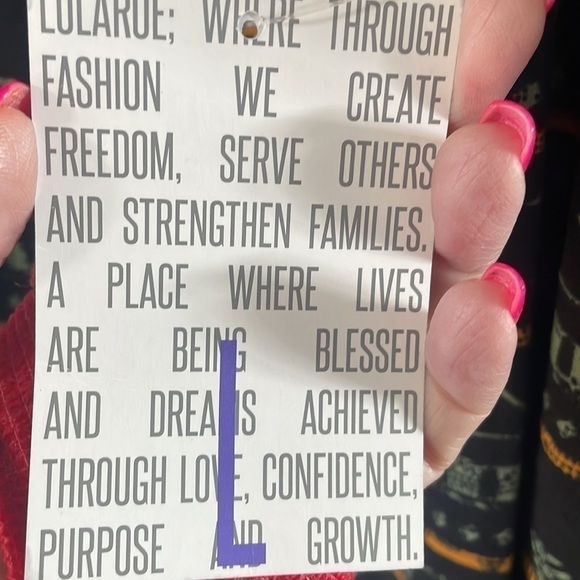 LULAROE; WHERE THROUGH
FASHION WE CREATE
FREEDOM, SERVE OTHERS
AND STRENGTHEN FAMILIES.
A PLACE WHERE LIVES
ARE BEING BLESSED
AND DREAMS ACHIEVED
THROUGH LOVE, CONFIDENCE,
PURPOSE AND GROWTH.
L